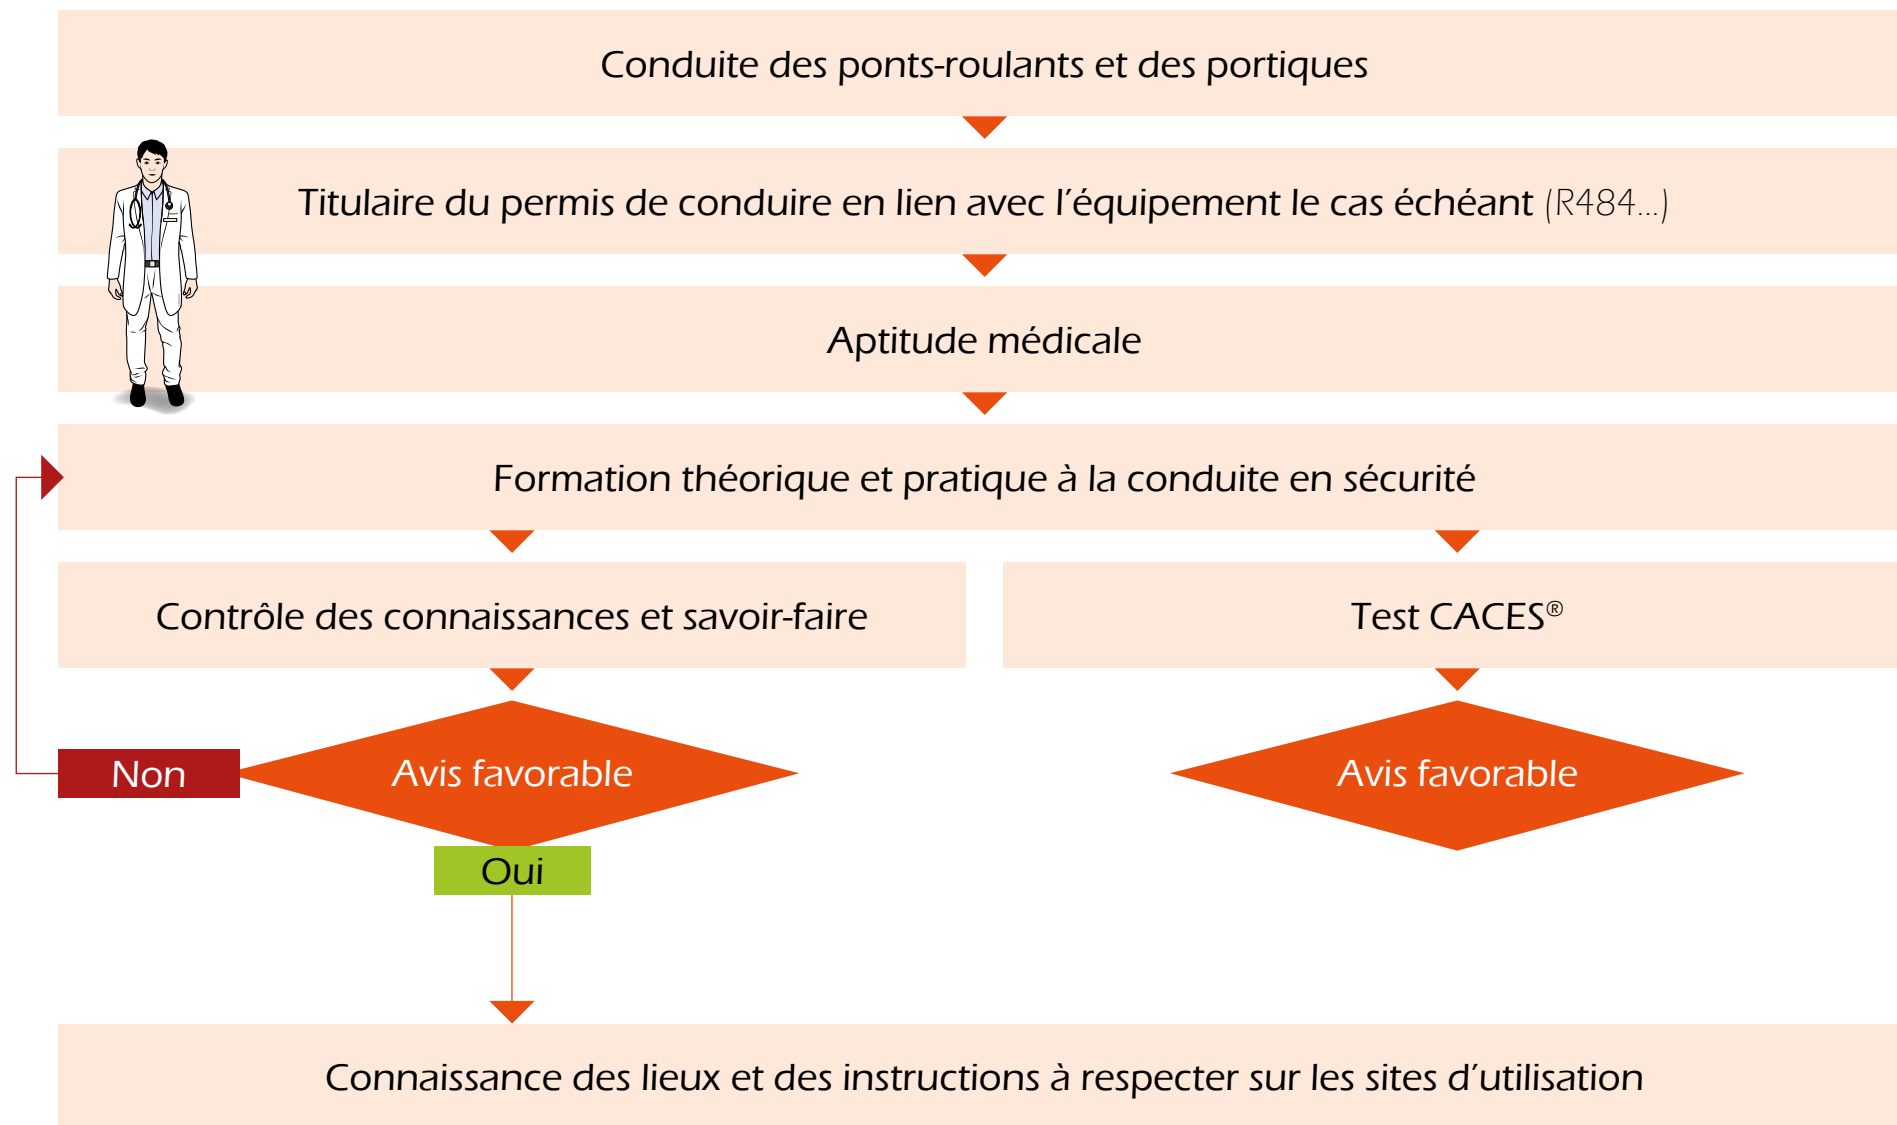 Conduite des ponts-roulants et des portiques
Titulaire du permis de conduire en lien avec l’équipement le cas échéant (R484...)
Aptitude médicale
Formation théorique et pratique à la conduite en sécurité
Contrôle des connaissances et savoir-faire
Test CACES®
Non
Avis favorable
Avis favorable
Oui
Connaissance des lieux et des instructions à respecter sur les sites d’utilisation